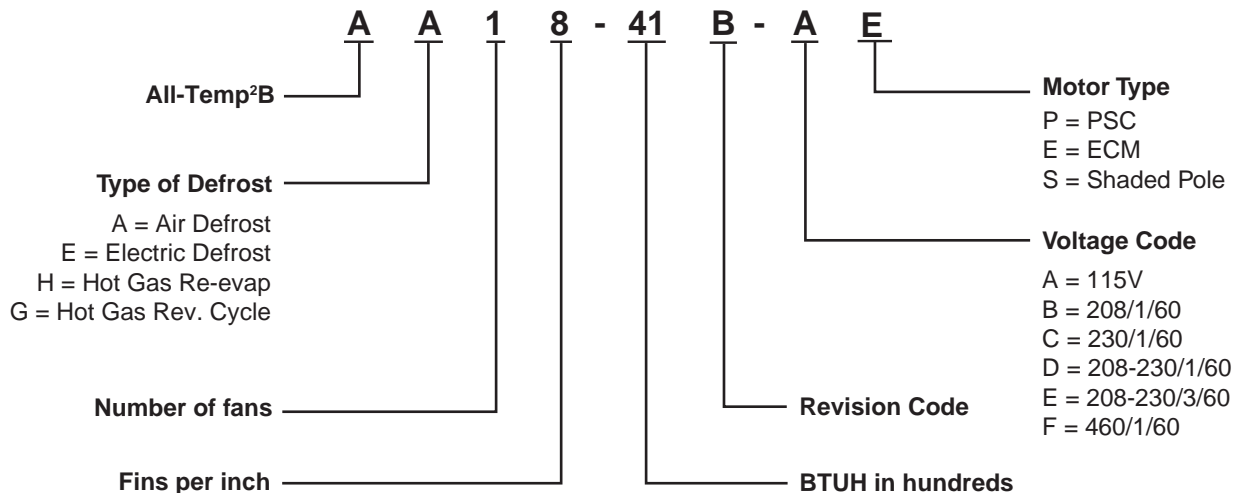 A A 1 8 - 41 B - A E
All-Temp²B
Type of Defrost
A = Air Defrost
E = Electric Defrost
H = Hot Gas Re-evap
G = Hot Gas Rev. Cycle
Number of fans
Fins per inch
Motor Type
P = PSC
E = ECM
S = Shaded Pole
Voltage Code
A = 115V
B = 208/1/60
C = 230/1/60
D = 208-230/1/60
E = 208-230/3/60
F = 460/1/60
Revision Code
BTUH in hundreds